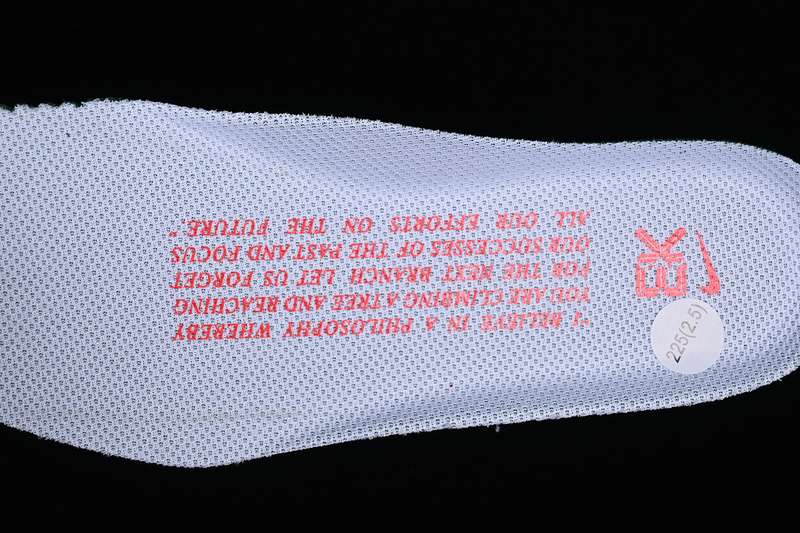 "I BELIEVE IN A PHILOSOPHY WHEREBY
YOU ARE CLIMBING A TREE AND REACHING
FOR THE NEXT BRANCH LET US FORGET
OUR SUCCESSES OF THE PAST AND FOCUS
ALL OUR EFFORTS ON THE FUTURE."
225(2.5)